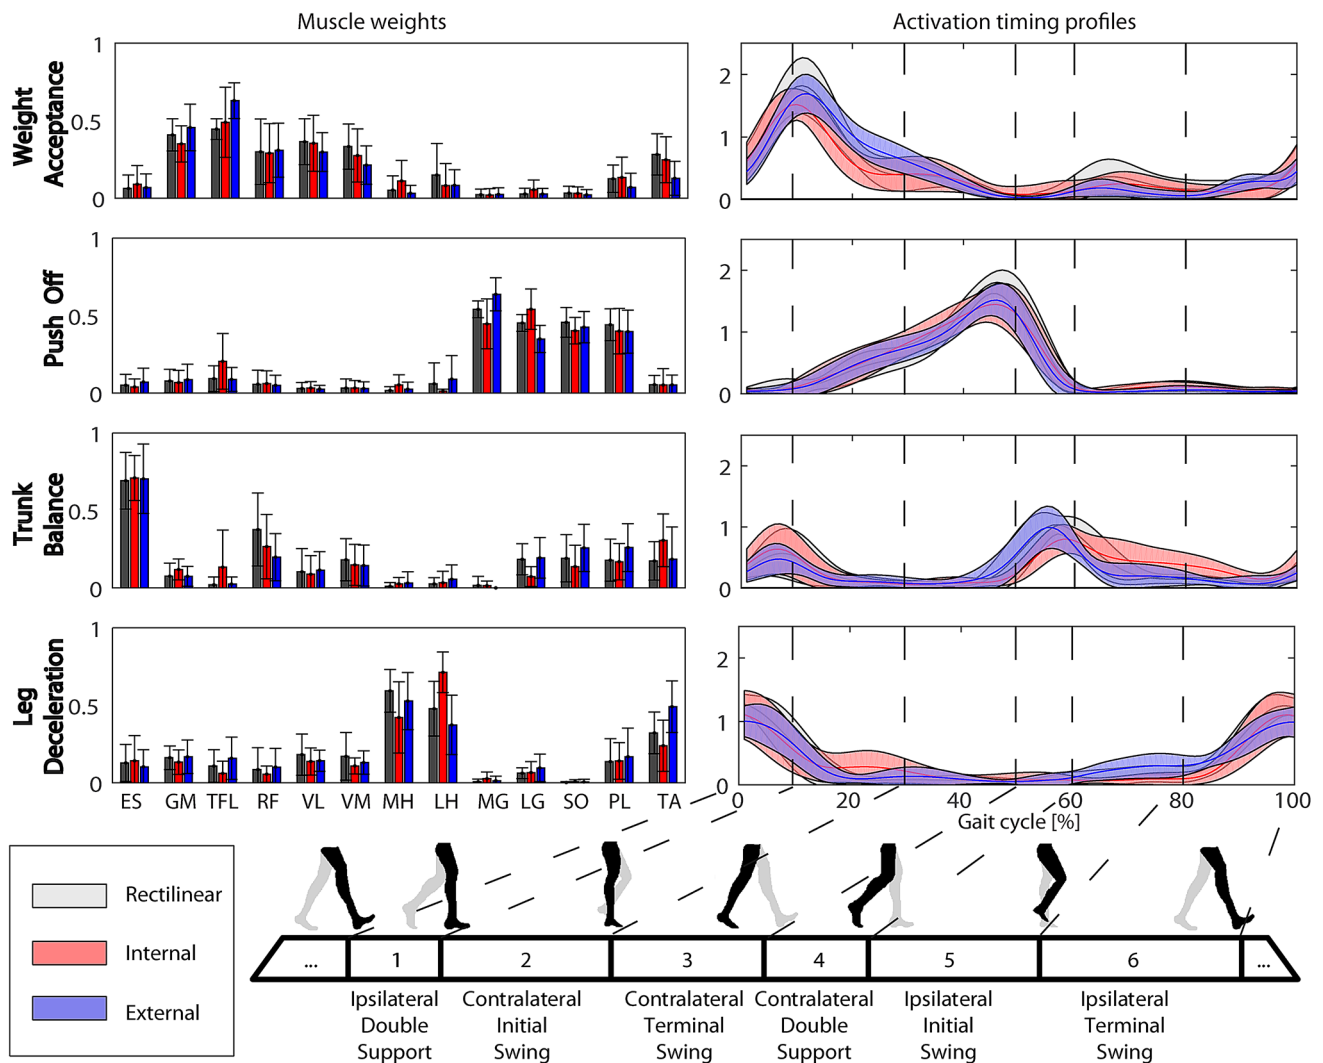 Muscle weights
Activation timing profiles
Weight
Acceptance
1
0.5
0
2
1
0
Push Off
1
0.5
0
2
1
0
Trunk
Balance
1
0.5
0
2
1
0
Leg
Deceleration
1
0.5
0
2
1
0
ES GM TFL RF VL VM MH LH MG LG SO PL TA
0 20 40 60 80 100
Gait cycle [%]
Rectilinear
Internal
External
... 1 2 3 4 5 6 ...
Ipsilateral Contralateral Contralateral Contralateral Ipsilateral Ipsilateral
Double Initial Terminal Double Initial Terminal
Support Swing Swing Support Swing Swing